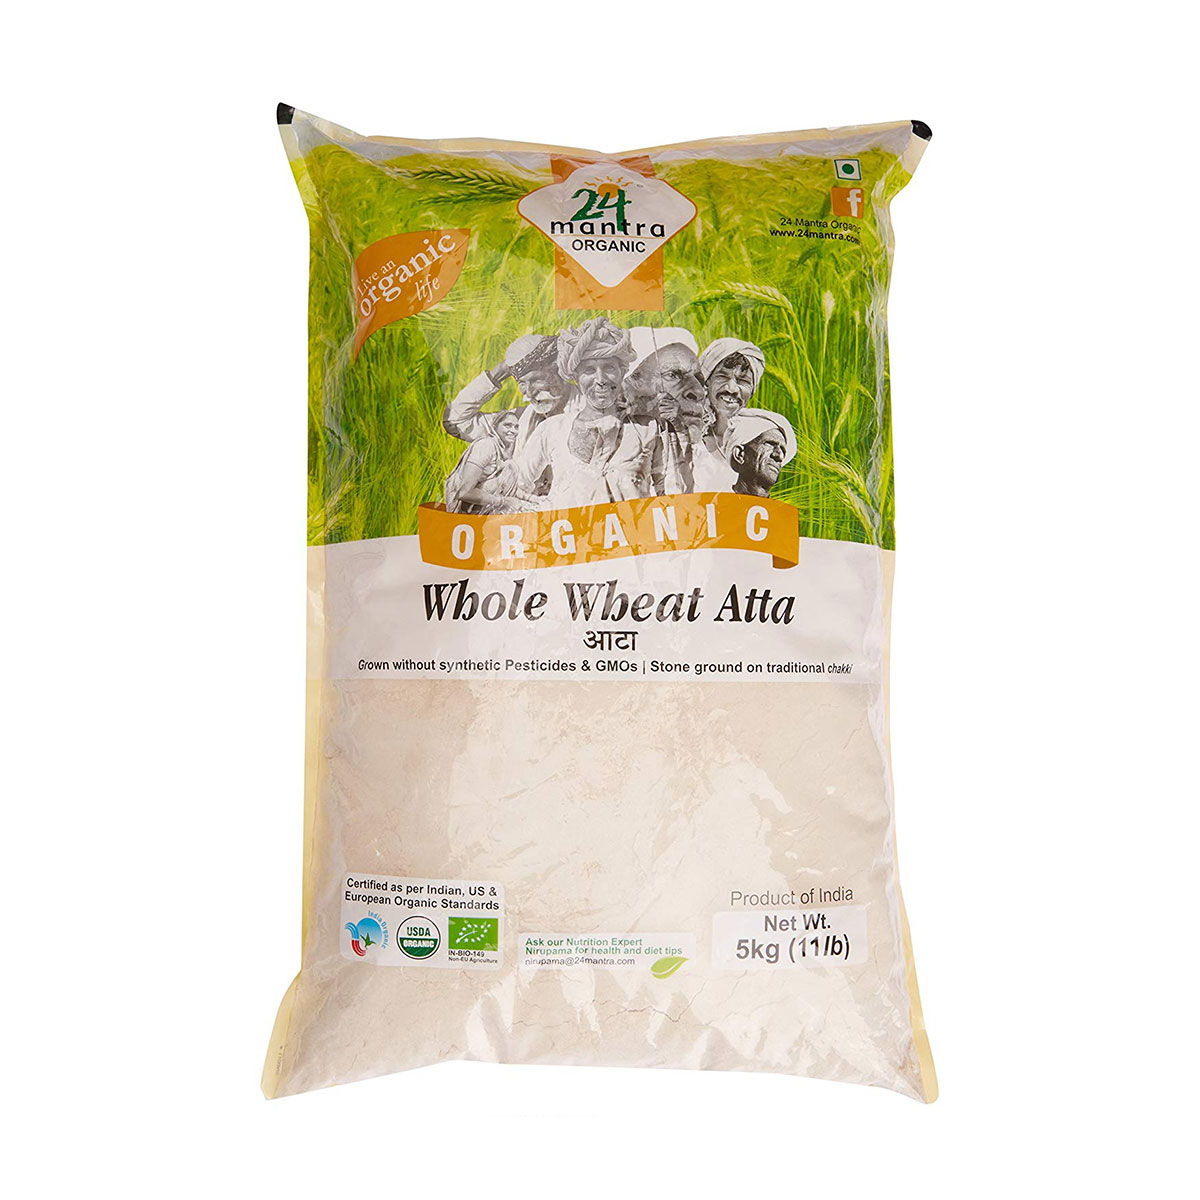 24
mantra
ORGANIC
24 Mantra Organic
www.24mantra.com
Live an
organic
life
ORGANIC
Whole Wheat Atta
आटा
Grown without synthetic Pesticides & GMOs | Stone ground on traditional chakki
Certified as per Indian, US &
European Organic Standards
India Organic
USDA
ORGANIC
IN-BIO-149
Non-EU Agriculture
Ask our Nutrition Expert
Nirupama for health and diet tips
nirupama@24mantra.com
Product of India
Net Wt.
5kg (11lb)